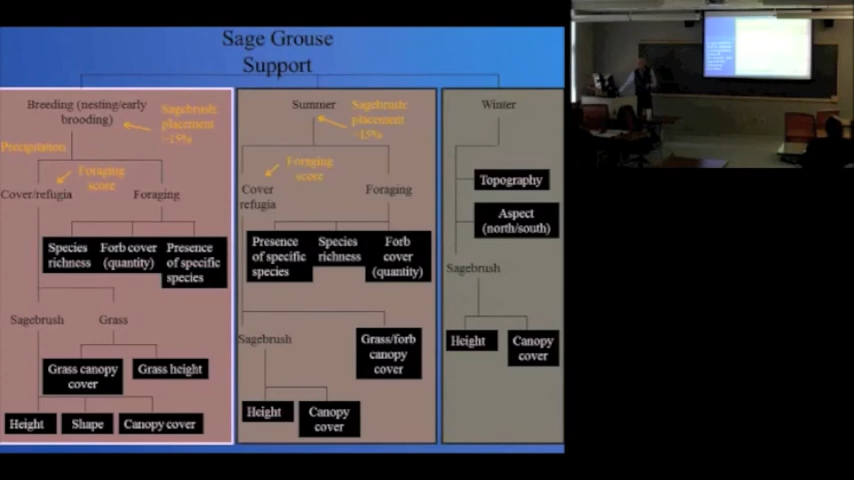 Sage Grouse
Support
Breeding (nesting/early
brooding)
Sagebrush:
placement
~15%
Precipitation
Foraging
score
Cover/refugia
Foraging
Species
richness
Forb cover
(quantity)
Presence
of specific
species
Sagebrush
Grass
Grass canopy
cover
Grass height
Height
Shape
Canopy cover
Summer
Sagebrush:
placement
~15%
Foraging
score
Cover
refugia
Foraging
Presence
of specific
species
Species
richness
Forb
cover
(quantity)
Sagebrush
Grass/forb
canopy
cover
Height
Canopy
cover
Winter
Topography
Aspect
(north/south)
Sagebrush
Height
Canopy
cover